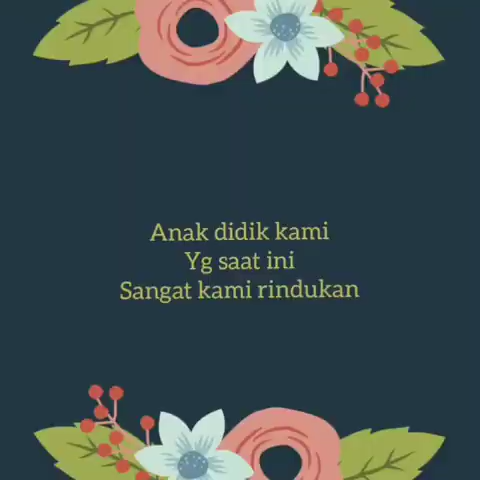 Anak didik kami
Yg saat ini
Sangat kami rindukan